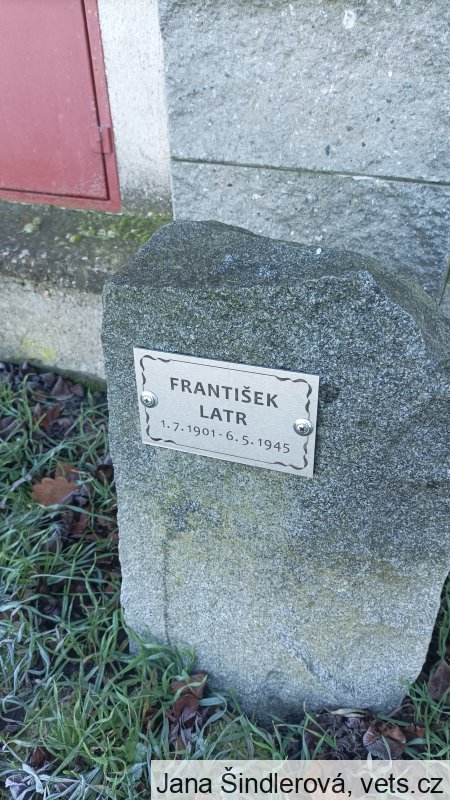 FRANTIŠEK
LATR
1.7.1901 - 6.5.1945
Jana Šindlerová, vets.cz